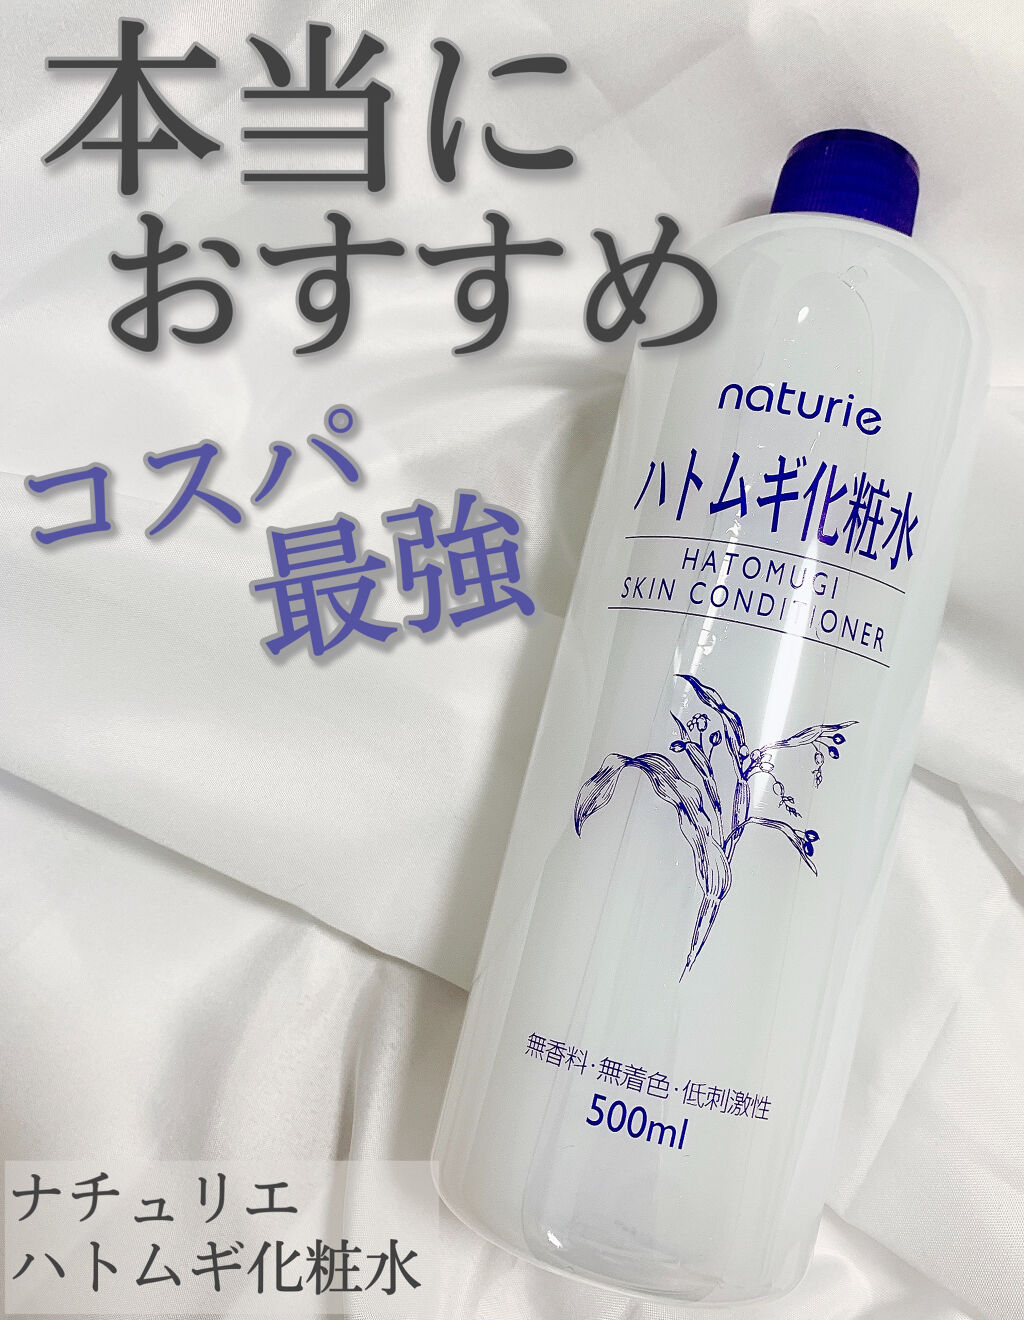 本当に
おすすめ
コスパ
最強
naturie
ハトムギ化粧水
HATOMUGI
SKIN CONDITIONER
無香料・無着色・低刺激性
500ml
ナチュリエ
ハトムギ化粧水